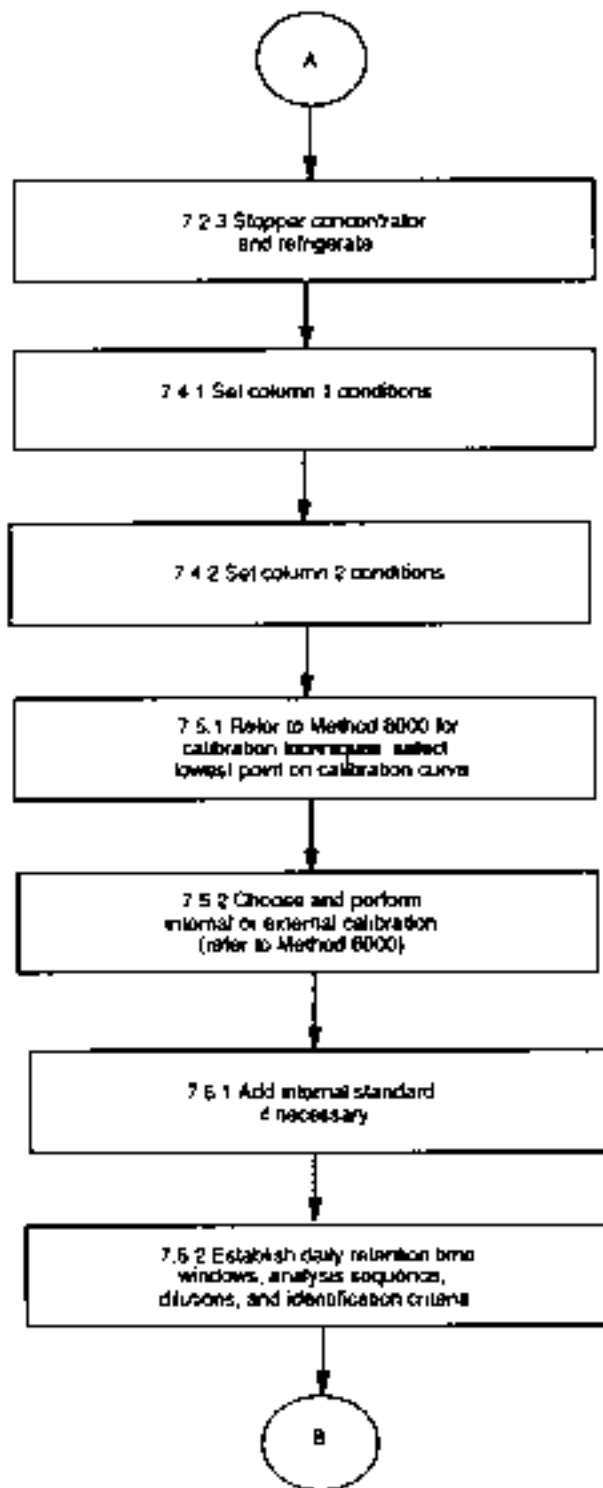 A
7.2.3 Stopper concentrator
and refrigerate
7.4.1 Set column 1 conditions
7.4.2 Set column 2 conditions
7.5.1 Refer to Method 8000 for
calibration select
lowest point on calibration curve
7.5.2 Choose and perform
internal or external calibration
(refer to Method 8000)
7.6.1 Add internal standard
if necessary
7.6.2 Establish daily retention time
windows, analysis sequence,
dilutions, and identification criteria
B